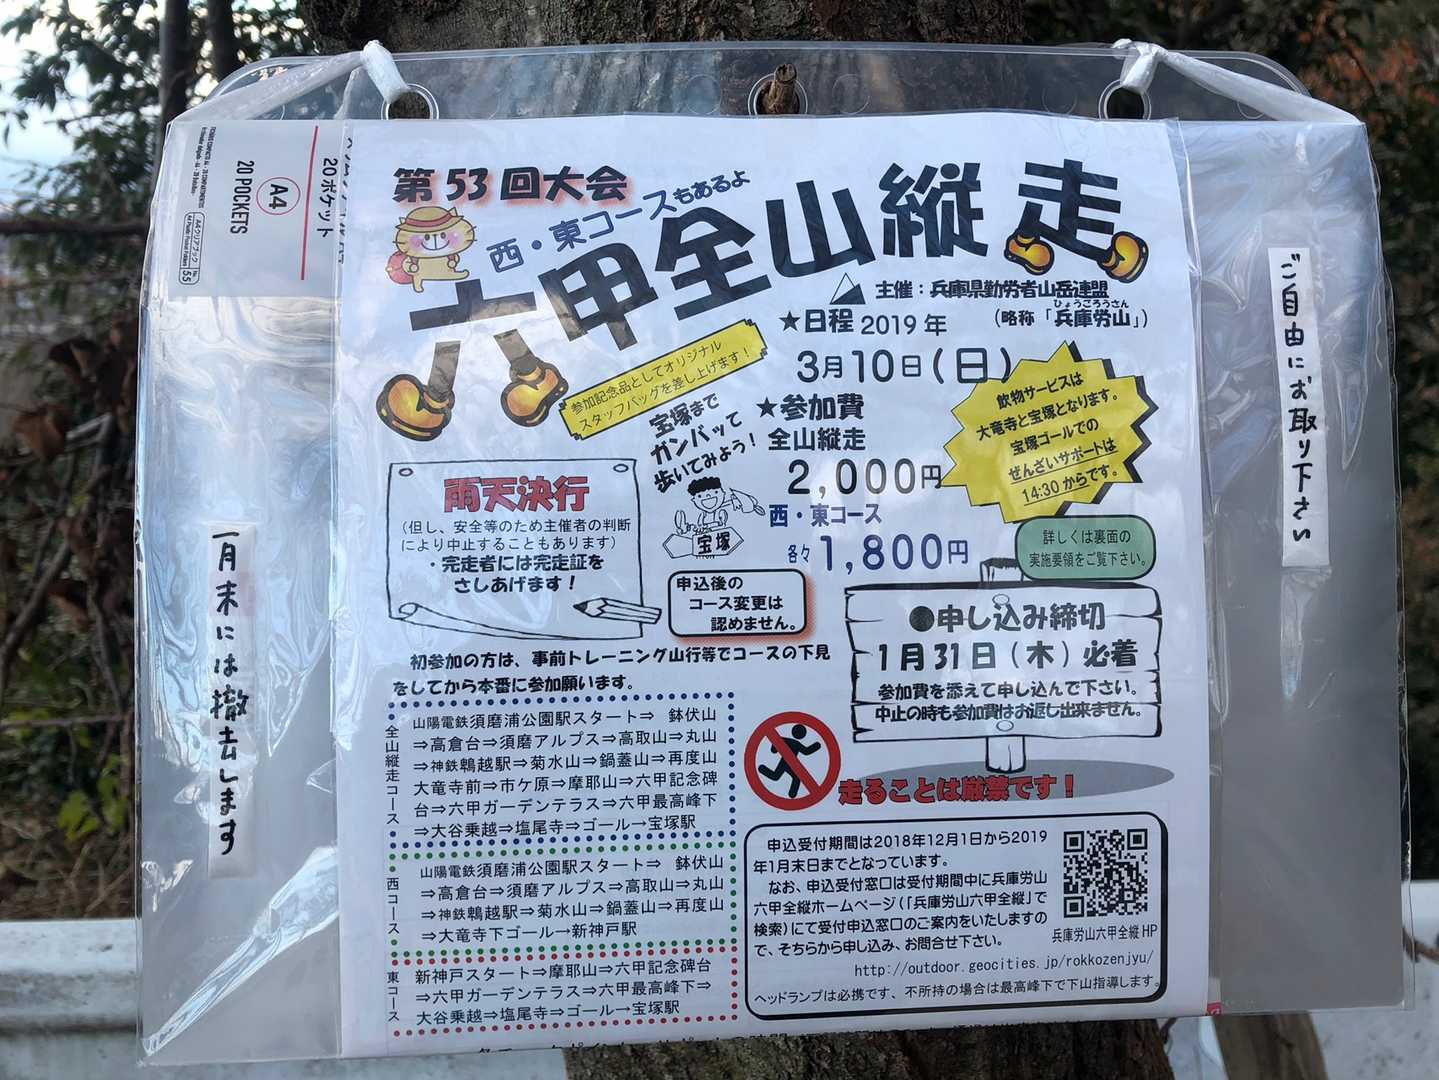 20ポケット
A4
20 POCKETS
A4クリアブック
55
第53回大会
西・東コースもあるよ
六甲全山縦走
主催：兵庫県勤労者山岳連盟
ひょうころうさん
（略称「兵庫労山」）
★日程 2019年
3月10日（日）
参加記念品としてオリジナル
スタッフバッグを差し上げます！
★参加費
全山縦走
2,000円
西・東コース
各々1,800円
飲物サービスは
大竜寺と宝塚となります。
宝塚ゴールでの
ぜんざいサポートは
14:30からです。
宝塚まで
ガンバって
歩いてみよう！
宝塚
雨天決行
（但し、安全等のため主催者の判断
により中止することもあります）
・完走者には完走証を
さしあげます！
申込後の
コース変更は
認めません。
詳しくは裏面の
実施要領をご覧下さい。
●申し込み締切
1月31日（木）必着
参加費を添えて申し込んで下さい。
中止の時も参加費はお返し出来ません。
初参加の方は、事前トレーニング山行等でコースの下見
をしてから本番に参加願います。
全山縦走コース
山陽電鉄須磨浦公園駅スタート⇒ 鉢伏山
⇒高倉台⇒須磨アルプス⇒高取山⇒丸山
⇒神鉄鵯越駅⇒菊水山⇒鍋蓋山⇒再度山
大竜寺前⇒市ケ原⇒摩耶山⇒六甲記念碑
台⇒六甲ガーデンテラス⇒六甲最高峰下
⇒大谷乗越⇒塩尾寺⇒ゴール→宝塚駅
西コース
山陽電鉄須磨浦公園駅スタート⇒ 鉢伏山
⇒高倉台⇒須磨アルプス⇒高取山⇒丸山
⇒神鉄鵯越駅⇒菊水山⇒鍋蓋山⇒再度山
⇒大竜寺下ゴール→新神戸駅
東コース
新神戸スタート⇒摩耶山⇒六甲記念碑台
⇒六甲ガーデンテラス⇒六甲最高峰下⇒
大谷乗越⇒塩尾寺⇒ゴール→宝塚駅
走ることは厳禁です！
申込受付期間は2018年12月1日から2019
年1月末日までとなっています。
なお、申込受付窓口は受付期間中に兵庫労山
六甲全縦ホームページ（「兵庫労山六甲全縦」で
検索）にて受付申込窓口のご案内をいたしますの
で、そちらから申し込み、お問合せ下さい。
兵庫労山六甲全縦HP
http://outdoor.geocities.jp/rokkozenjyu/
ヘッドランプは必携です、不所持の場合は最高峰下で下山指導します。
ご自由にお取り下さい
一月末には撤去します